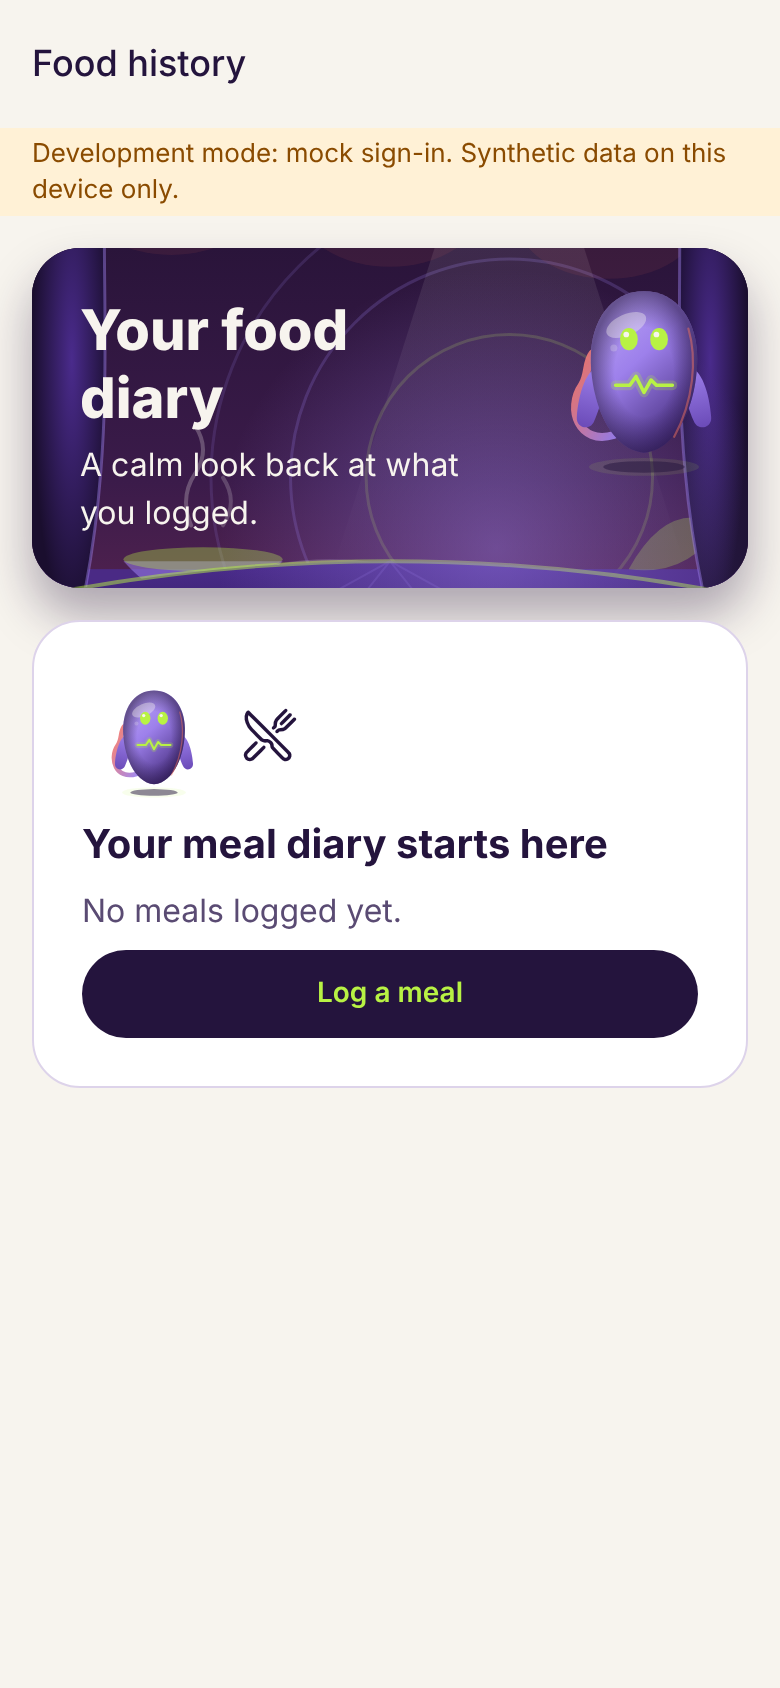 Food history
Development mode: mock sign-in. Synthetic data on this
device only.
Your food
diary
A calm look back at what
you logged.
Your meal diary starts here
No meals logged yet.
Log a meal